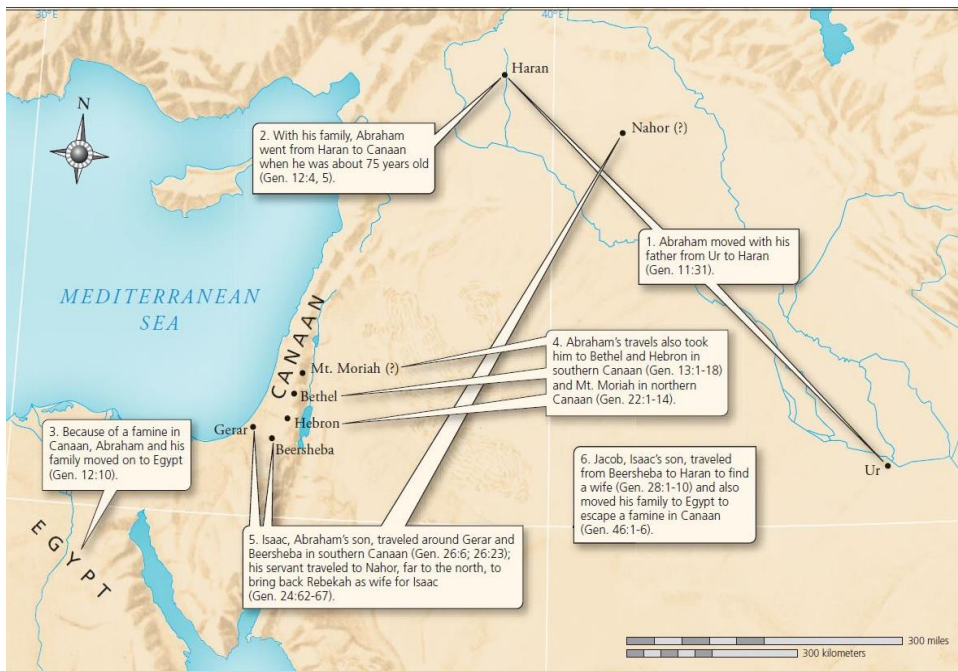 30°E
40°E
Haran
N
Nahor (?)
2. With his family, Abraham
went from Haran to Canaan
when he was about 75 years old
(Gen. 12:4, 5).
1. Abraham moved with his
father from Ur to Haran
(Gen. 11:31).
MEDITERRANEAN
SEA
CANAAN
4. Abraham's travels also took
him to Bethel and Hebron in
southern Canaan (Gen. 13:1-18)
and Mt. Moriah in northern
Canaan (Gen. 22:1-14).
Mt. Moriah (?)
Bethel
Hebron
Gerar
Beersheba
3. Because of a famine in
Canaan, Abraham and his
family moved on to Egypt
(Gen. 12:10).
Ur
6. Jacob, Isaac's son, traveled
from Beersheba to Haran to find
a wife (Gen. 28:1-10) and also
moved his family to Egypt to
escape a famine in Canaan
(Gen. 46:1-6).
EGYPT
5. Isaac, Abraham's son, traveled around Gerar and
Beersheba in southern Canaan (Gen. 26:6; 26:23);
his servant traveled to Nahor, far to the north, to
bring back Rebekah as wife for Isaac
(Gen. 24:62-67).
300 miles
300 kilometers